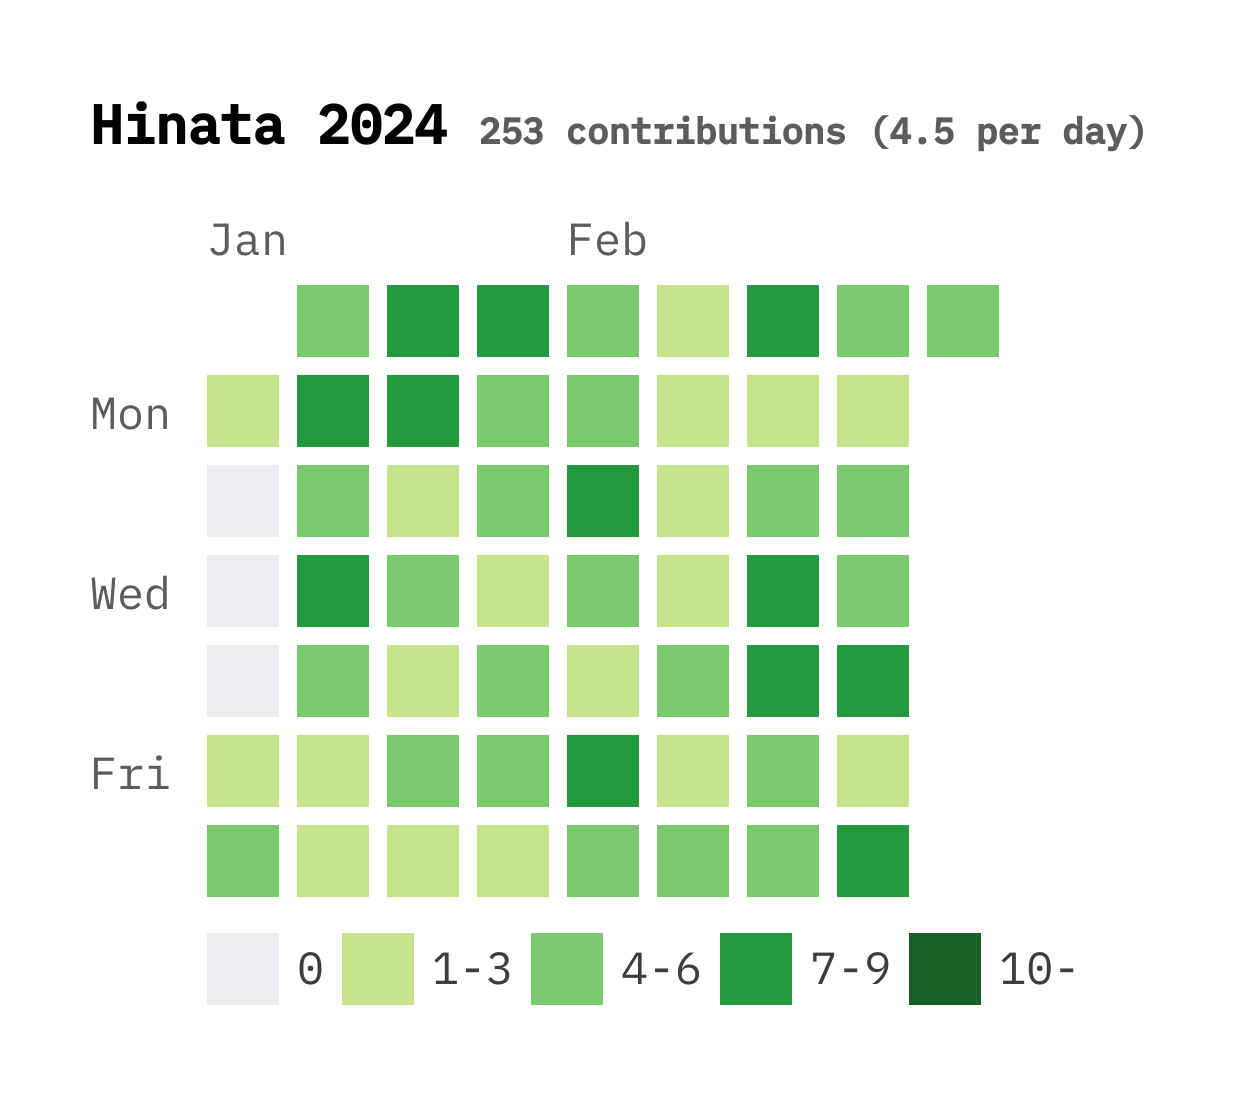 Hinata 2024 253 contributions (4.5 per day)
Jan Feb
Mon
Wed
Fri
0 1-3 4-6 7-9 10-